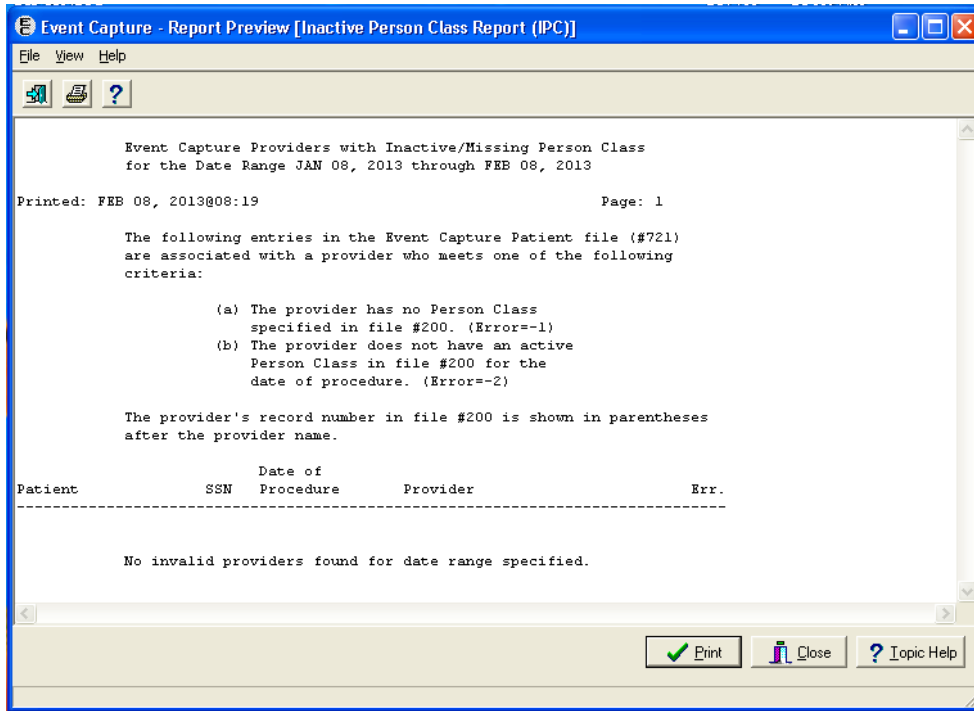 Event Capture - Report Preview [Inactive Person Class Report (IPC)]
File View Help
Event Capture Providers with Inactive/Missing Person Class
for the Date Range JAN 08, 2013 through FEB 08, 2013
Printed: FEB 08, 2013@08:19 Page: 1
The following entries in the Event Capture Patient file (#721)
are associated with a provider who meets one of the following
criteria:
(a) The provider has no Person Class
specified in file #200. (Error=-1)
(b) The provider does not have an active
Person Class in file #200 for the
date of procedure. (Error=-2)
The provider's record number in file #200 is shown in parentheses
after the provider name.
Date of
Patient SSN Procedure Provider Err.
No invalid providers found for date range specified.
Print Close Topic Help